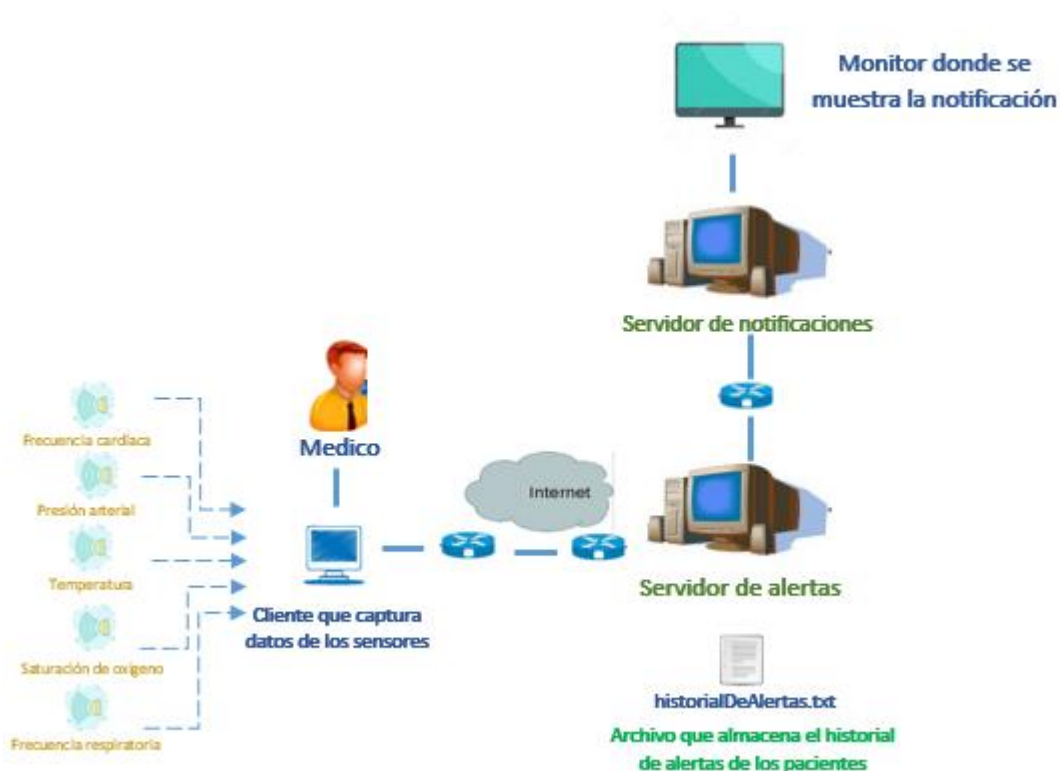 Monitor donde se
muestra la notificación
Servidor de notificaciones
Medico
Frecuencia cardíaca
Presión arterial
Temperatura
Saturación de oxígeno
Frecuencia respiratoria
Cliente que captura
datos de los sensores
Internet
Servidor de alertas
historialDeAlertas.txt
Archivo que almacena el historial
de alertas de los pacientes